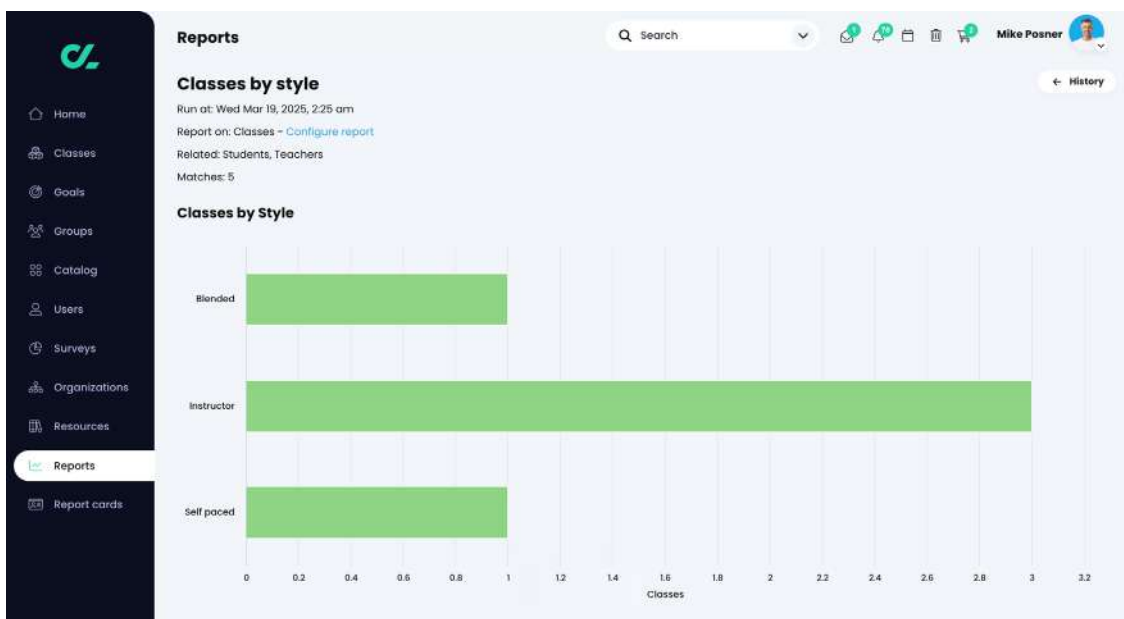 Reports
Search
Mike Posner
Classes by style
← History
Run at: Wed Mar 19, 2025, 2:25 am
Report on: Classes - Configure report
Related: Students, Teachers
Matches: 5
Home
Classes
Goals
Groups
Catalog
Users
Surveys
Organizations
Resources
Reports
Report cards
Classes by Style
Blended
Instructor
Self paced
0 0.2 0.4 0.6 0.8 1 1.2 1.4 1.6 1.8 2 2.2 2.4 2.6 2.8 3 3.2
Classes